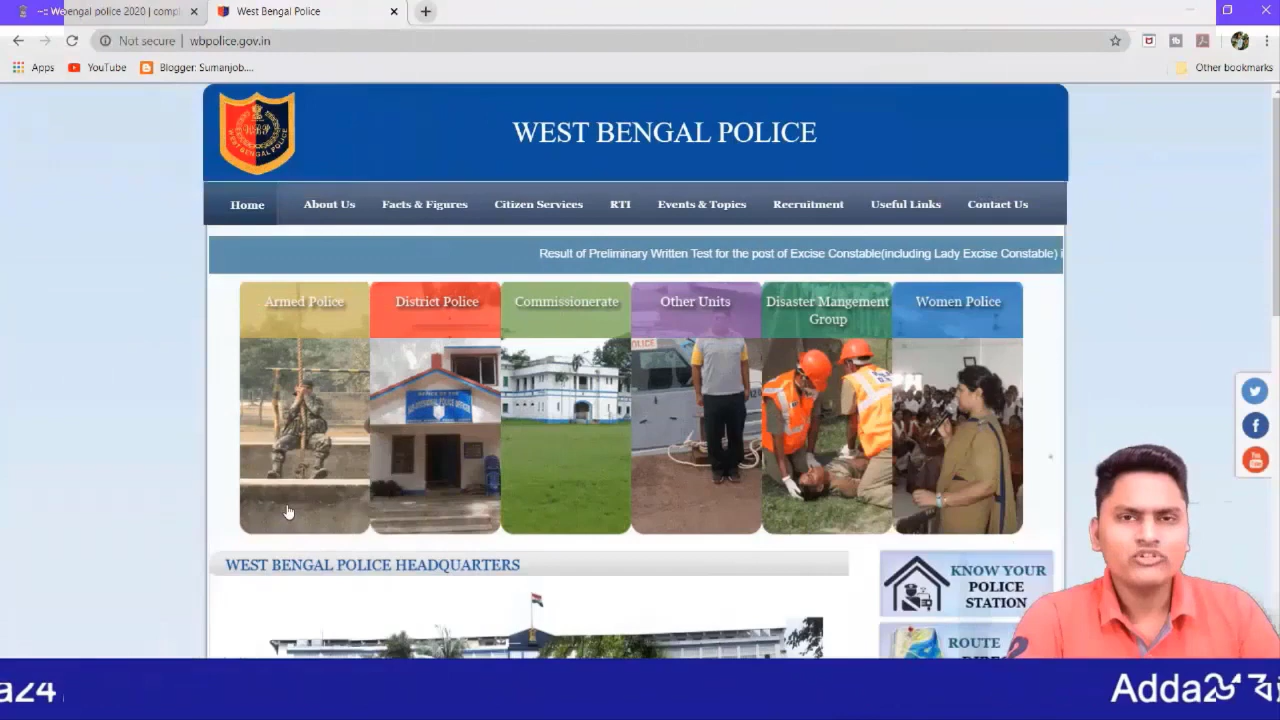 West Bengal Police
Not secure | wbpolice.gov.in
Apps YouTube Blogger: Sumanjob.... Other bookmarks
WEST BENGAL POLICE
Home About Us Facts & Figures Citizen Services RTI Events & Topics Recruitment Useful Links Contact Us
Result of Preliminary Written Test for the post of Excise Constable(including Lady Excise Constable)
Armed Police District Police Commissionerate Other Units Disaster Mangement Women Police
Group
WEST BENGAL POLICE HEADQUARTERS
KNOW YOUR
POLICE
STATION
ROUTE